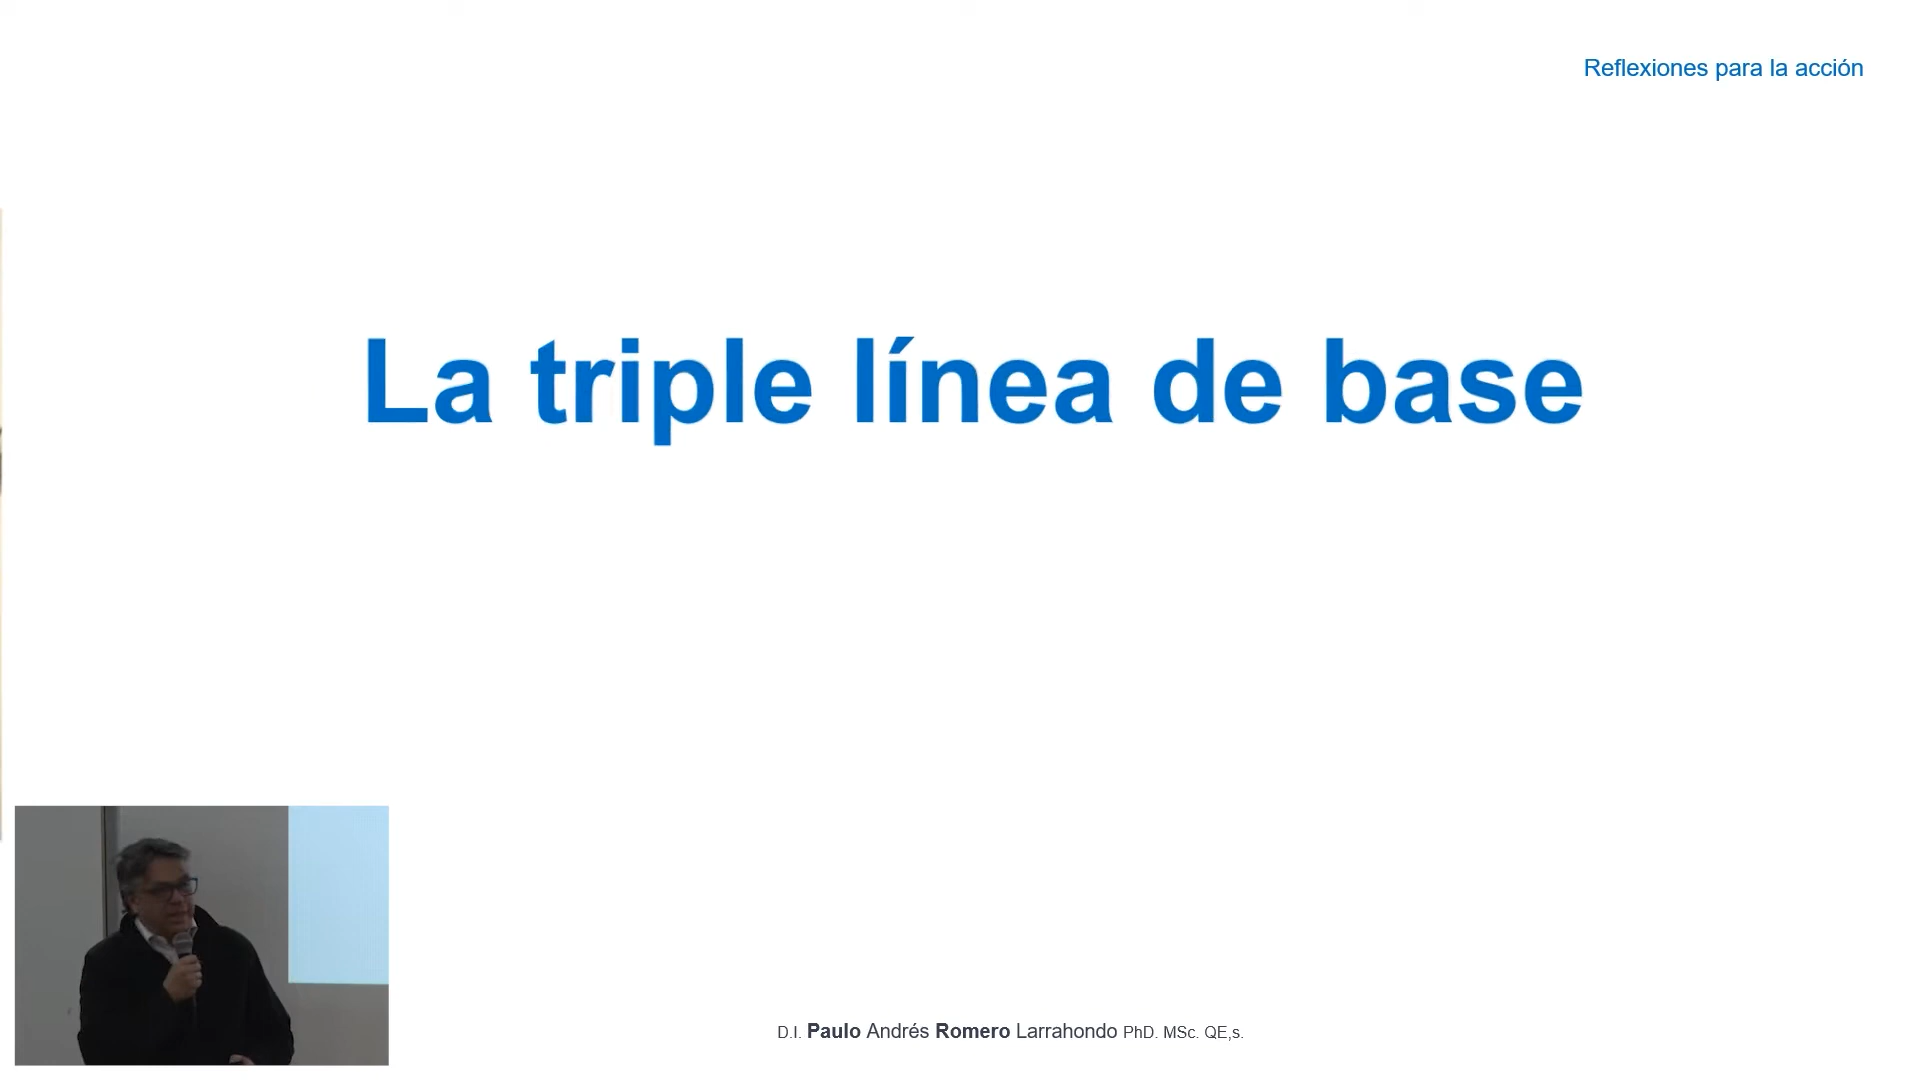 Reflexiones para la acción
La triple línea de base
D.I. Paulo Andrés Romero Larrahondo PhD. MSc. QE,s.